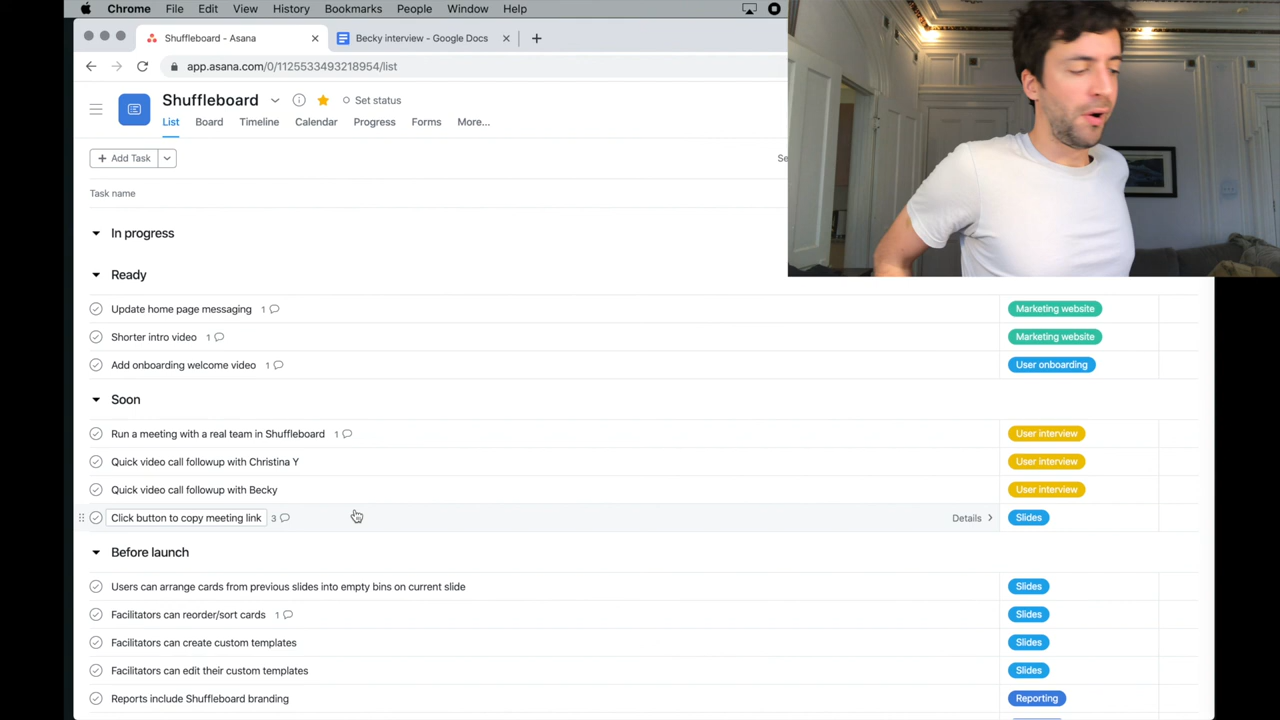 Chrome File Edit View History Bookmarks People Window Help
Shuffleboard - Asana
Becky interview - Google Docs
app.asana.com/0/1125533493218954/list
Shuffleboard
Set status
List Board Timeline Calendar Progress Forms More...
+ Add Task
Task name
In progress
Ready
Update home page messaging 1 Marketing website
Shorter intro video 1 Marketing website
Add onboarding welcome video 1 User onboarding
Soon
Run a meeting with a real team in Shuffleboard 1 User interview
Quick video call followup with Christina Y User interview
Quick video call followup with Becky User interview
Click button to copy meeting link 3 Details > Slides
Before launch
Users can arrange cards from previous slides into empty bins on current slide Slides
Facilitators can reorder/sort cards 1 Slides
Facilitators can create custom templates Slides
Facilitators can edit their custom templates Slides
Reports include Shuffleboard branding Reporting